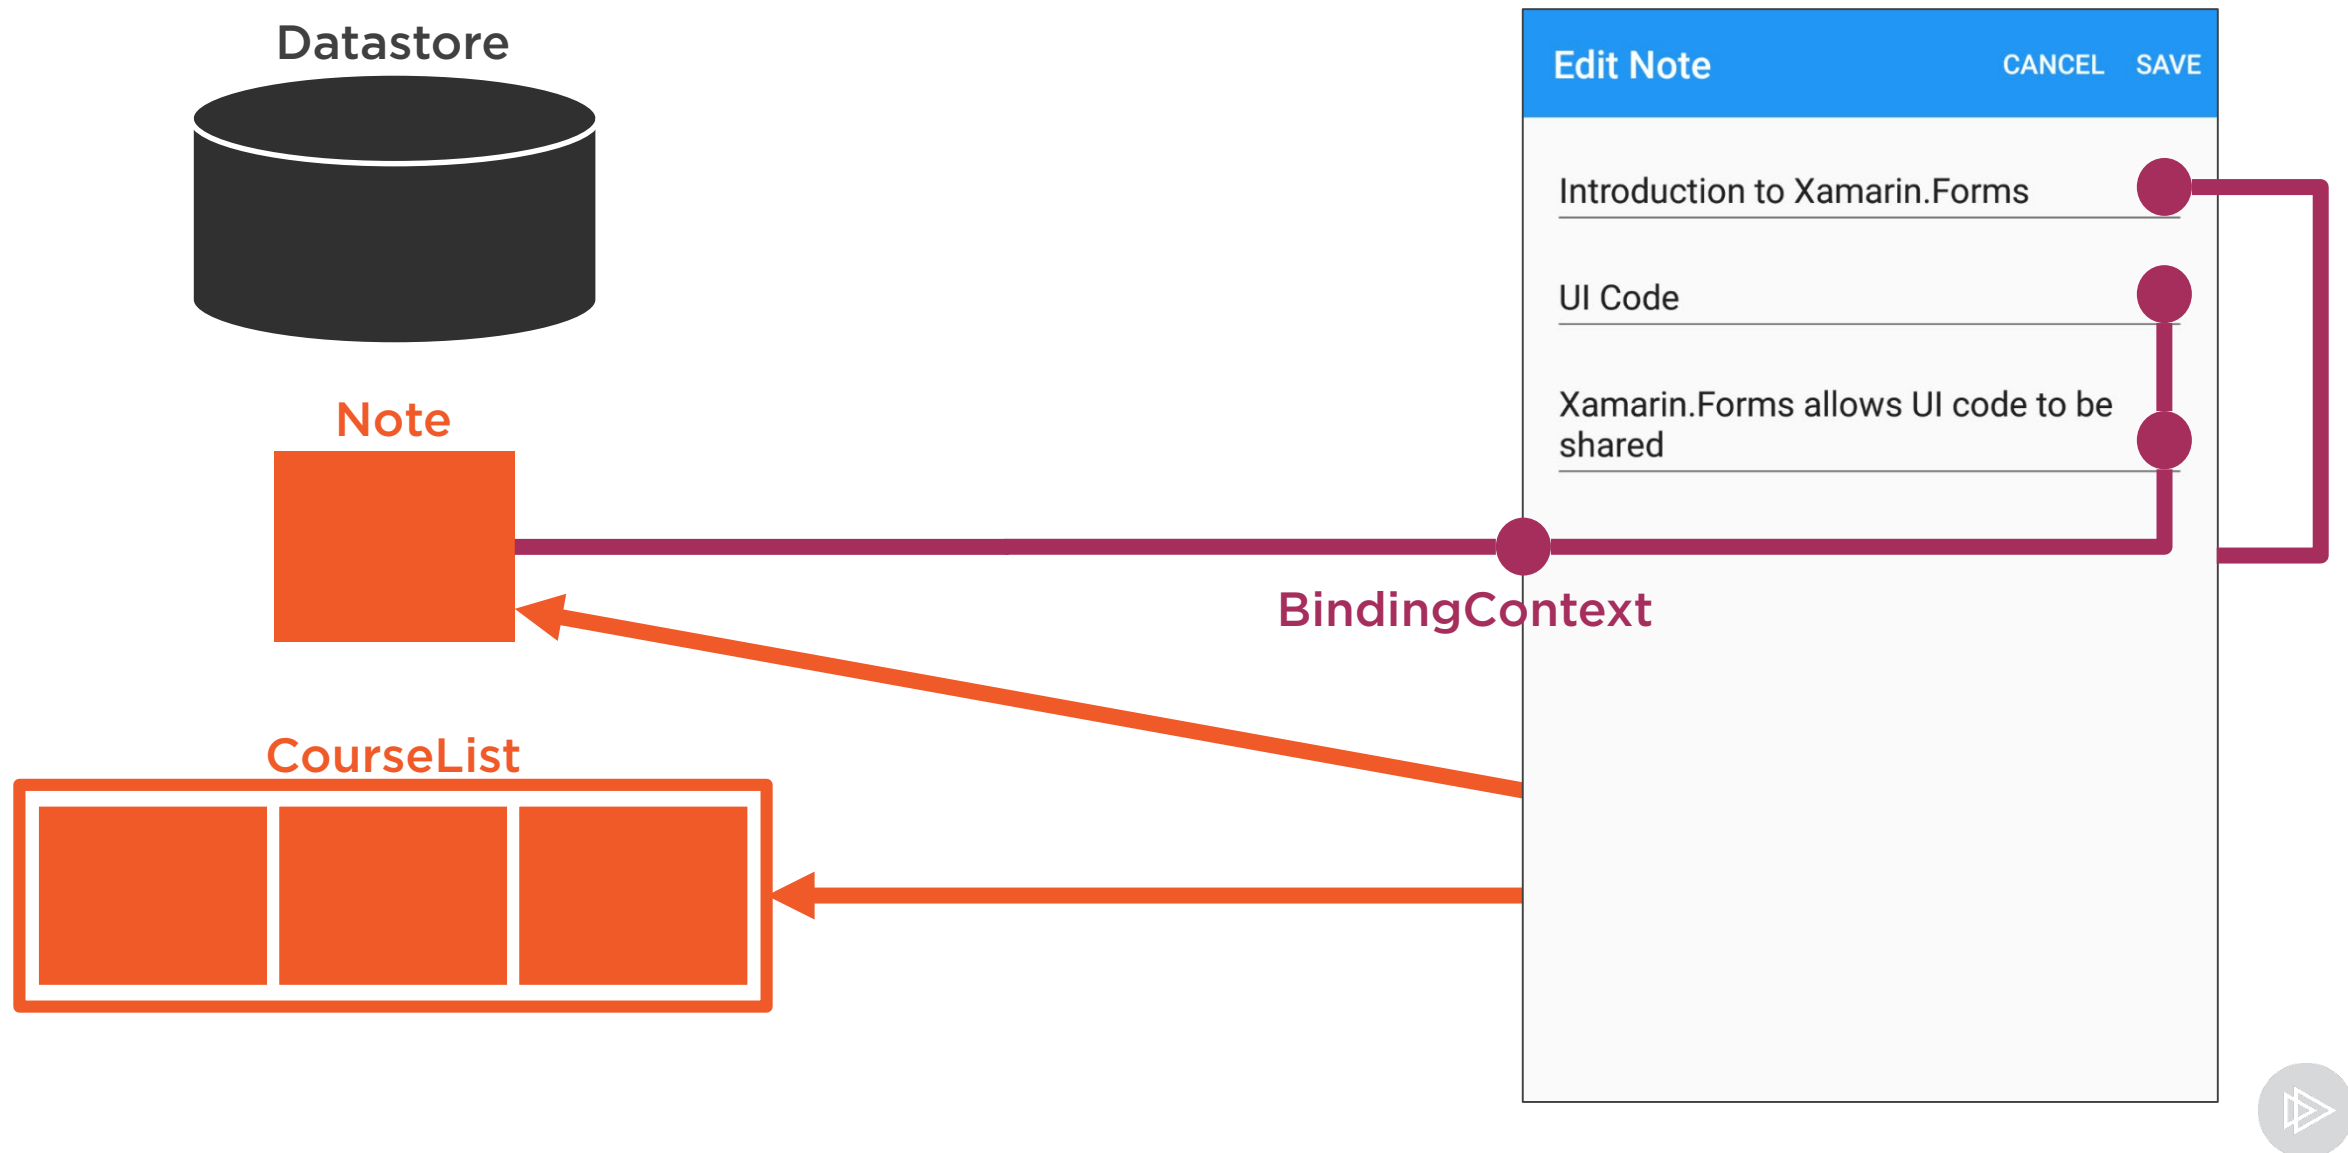 Datastore
Edit Note CANCEL SAVE
Introduction to Xamarin.Forms
UI Code
Xamarin.Forms allows UI code to be
shared
Note
BindingContext
CourseList